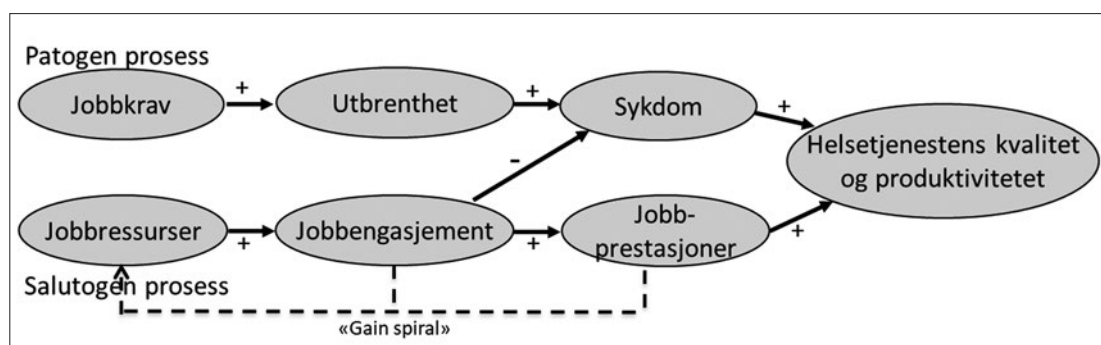 Patogen prosess
Jobbkrav
+
Utbrenthet
+
Sykdom
+
Helsetjenestens kvalitet
og produktivitetet
-
Jobbressurser
+
Jobbengasjement
+
Jobb-
prestasjoner
+
Salutogen prosess
«Gain spiral»